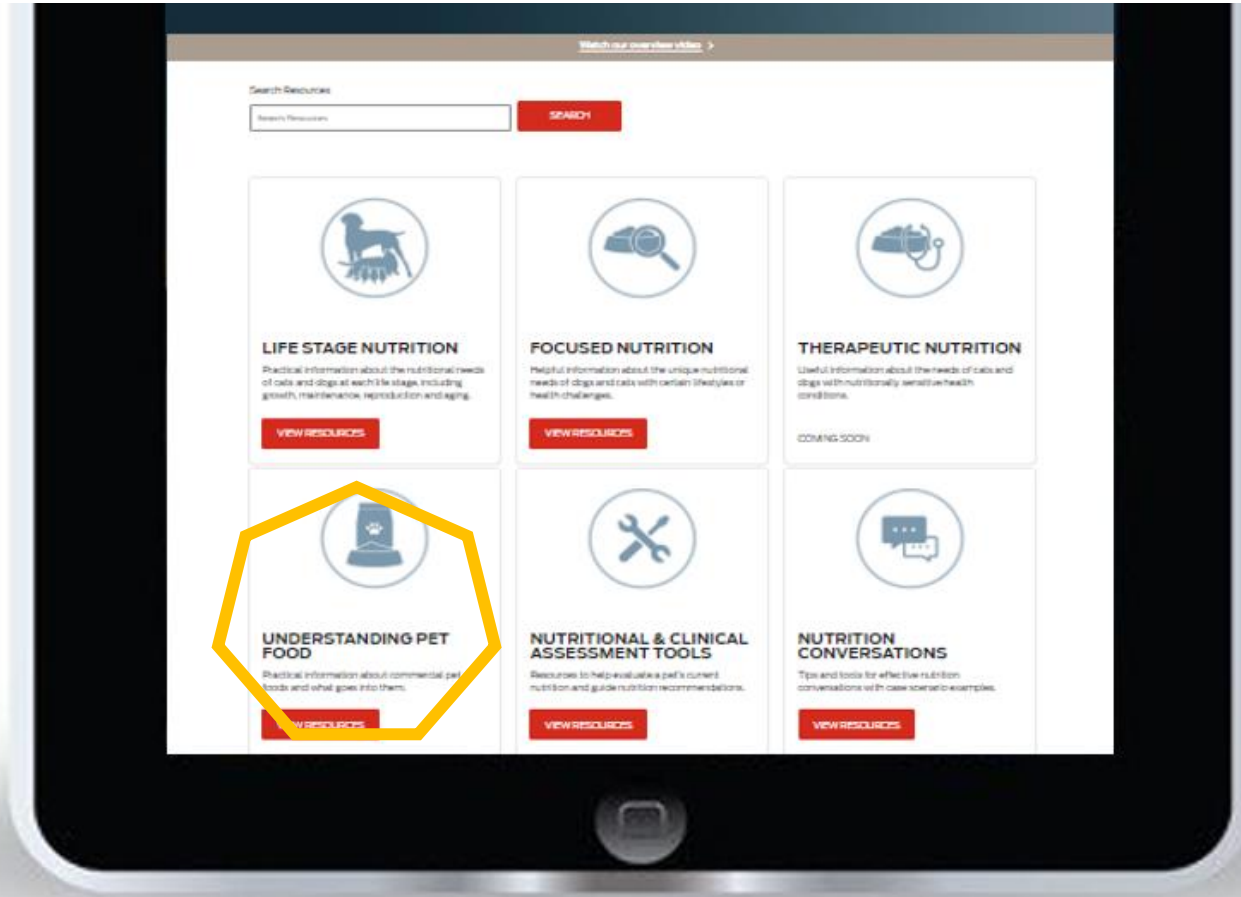 Watch our overview video >
Search Resources
Search Resources
SEARCH
LIFE STAGE NUTRITION
Practical information about the nutritional needs
of cats and dogs at each life stage, including
growth, maintenance, reproduction and aging.
VIEW RESOURCES
FOCUSED NUTRITION
Helpful information about the unique nutritional
needs of dogs and cats with certain lifestyles or
health challenges.
VIEW RESOURCES
THERAPEUTIC NUTRITION
Useful information about the needs of cats and
dogs with nutritionally sensitive health
conditions.
COMING SOON
UNDERSTANDING PET
FOOD
Practical information about commercial pet
foods and what goes into them.
VIEW RESOURCES
NUTRITIONAL & CLINICAL
ASSESSMENT TOOLS
Resources to help evaluate a pet's current
nutrition and guide nutrition recommendations.
VIEW RESOURCES
NUTRITION
CONVERSATIONS
Tips and tools for effective nutrition
conversations with case scenario examples.
VIEW RESOURCES